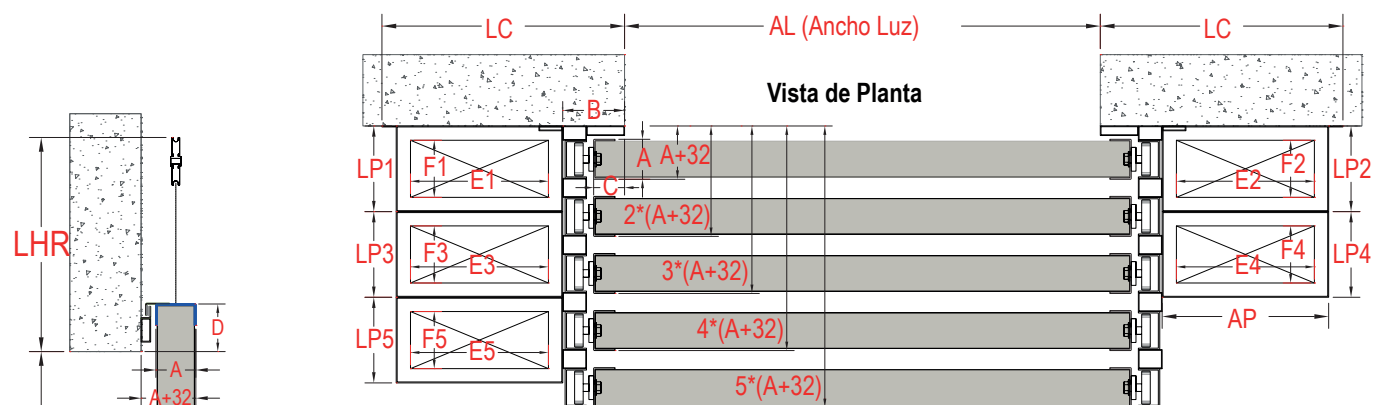 LC
AL (Ancho Luz)
LC
Vista de Planta
B
LP1
F1
E1
A
A+32
C
F2
E2
LP2
LHR
2*(A+32)
LP3
F3
E3
3*(A+32)
F4
E4
LP4
D
4*(A+32)
AP
LP5
F5
E5
A
A+32
5*(A+32)